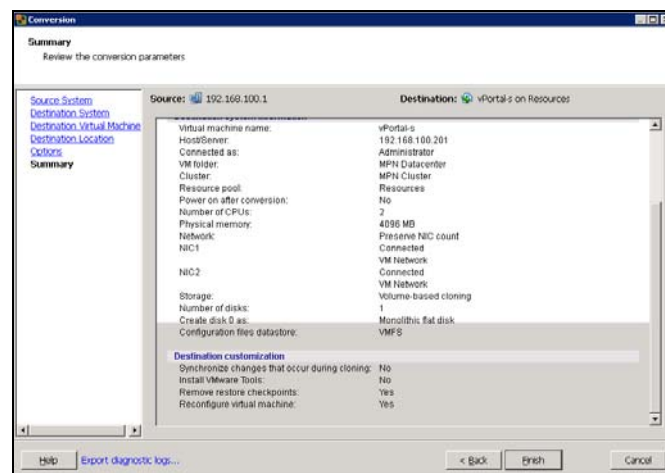 Conversion
Summary
Review the conversion parameters
Source System
Destination System
Destination Virtual Machine
Destination Location
Options
Summary
Source: 192.168.100.1 Destination: vPortal-s on Resources
Destination system information
Virtual machine name: vPortal-s
Host/Server: 192.168.100.201
Connected as: Administrator
VM folder: MPN Datacenter
Cluster: MPN Cluster
Resource pool: Resources
Power on after conversion: No
Number of CPUs: 2
Physical memory: 4096 MB
Network: Preserve NIC count
NIC1 Connected
VM Network
NIC2 Connected
VM Network
Storage: Volume-based cloning
Number of disks: 1
Create disk 0 as: Monolithic flat disk
Configuration files datastore: VMFS
Destination customization
Synchronize changes that occur during cloning: No
Install VMware Tools: No
Remove restore checkpoints: Yes
Reconfigure virtual machine: Yes
Help Export diagnostic logs... < Back Finish Cancel